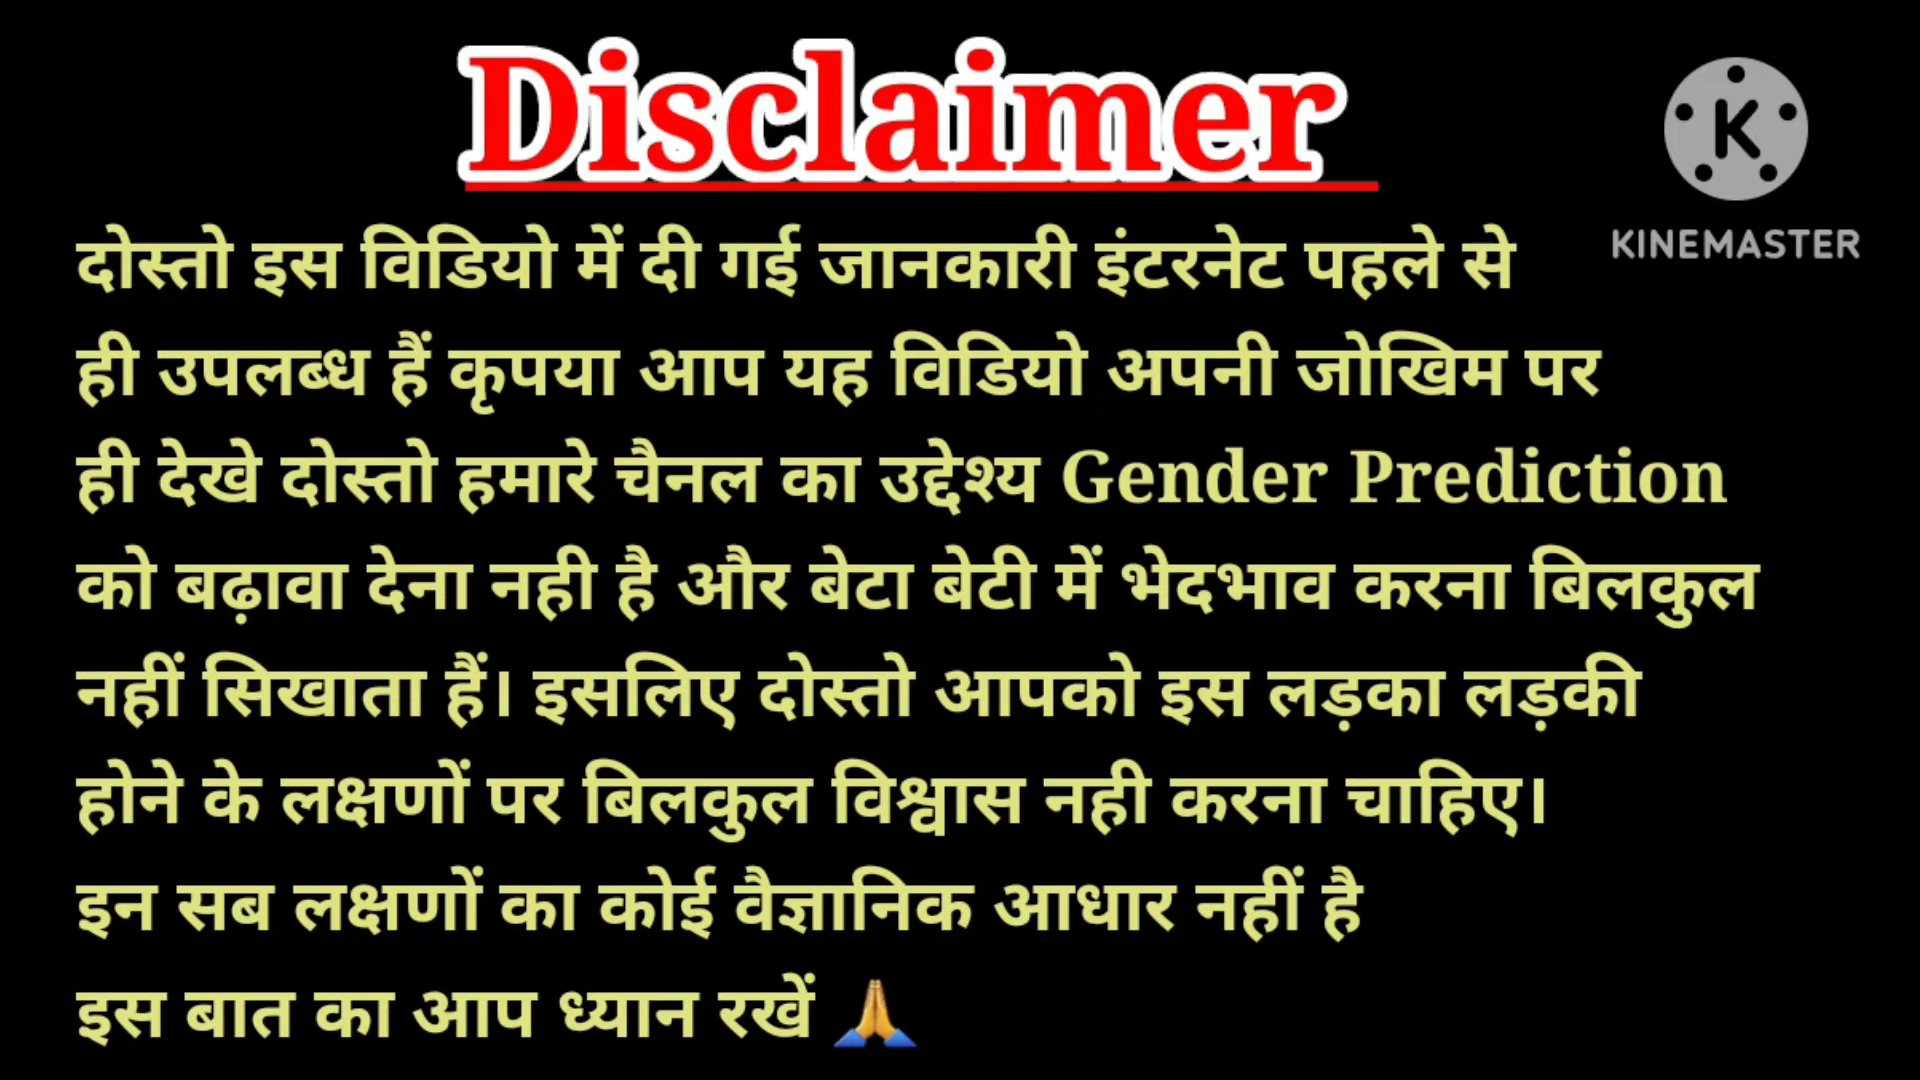 Disclaimer
KINEMASTER
दोस्तो इस विडियो में दी गई जानकारी इंटरनेट पहले से
ही उपलब्ध हैं कृपया आप यह विडियो अपनी जोखिम पर
ही देखे दोस्तो हमारे चैनल का उद्देश्य Gender Prediction
को बढ़ावा देना नही है और बेटा बेटी में भेदभाव करना बिलकुल
नहीं सिखाता हैं। इसलिए दोस्तो आपको इस लड़का लड़की
होने के लक्षणों पर बिलकुल विश्वास नही करना चाहिए।
इन सब लक्षणों का कोई वैज्ञानिक आधार नहीं है
इस बात का आप ध्यान रखें 🙏